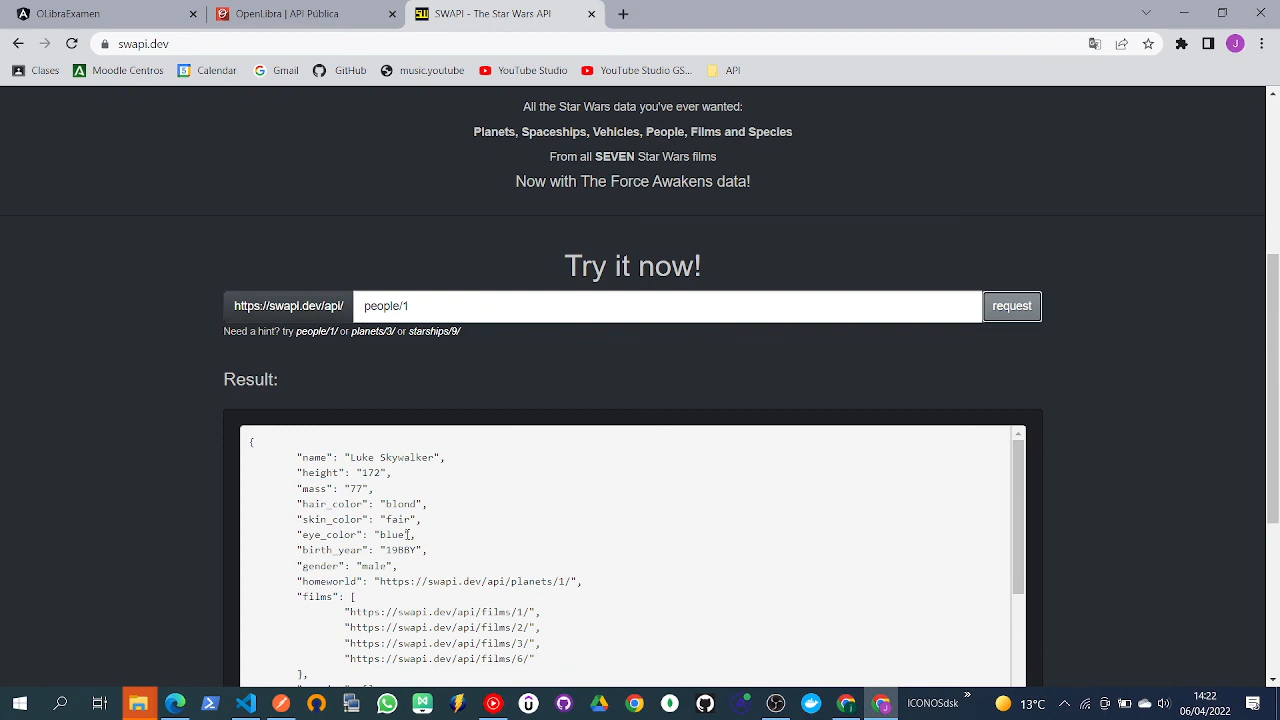 OLibraExamen
OpenLibra | API Pública
SWAPI - The Star Wars API
swapi.dev
Clases
Moodle Centros
Calendar
Gmail
GitHub
music.youtube
YouTube Studio
YouTube Studio GS...
API
All the Star Wars data you've ever wanted:
Planets, Spaceships, Vehicles, People, Films and Species
From all SEVEN Star Wars films
Now with The Force Awakens data!
Try it now!
https://swapi.dev/api/ people/1 request
Need a hint? try people/1/ or planets/3/ or starships/9/
Result:
{
"name": "Luke Skywalker",
"height": "172",
"mass": "77",
"hair_color": "blond",
"skin_color": "fair",
"eye_color": "blue",
"birth_year": "19BBY",
"gender": "male",
"homeworld": "https://swapi.dev/api/planets/1/",
"films": [
"https://swapi.dev/api/films/1/",
"https://swapi.dev/api/films/2/",
"https://swapi.dev/api/films/3/",
"https://swapi.dev/api/films/6/"
],
ICONOSdsk
13°C
14:22
06/04/2022